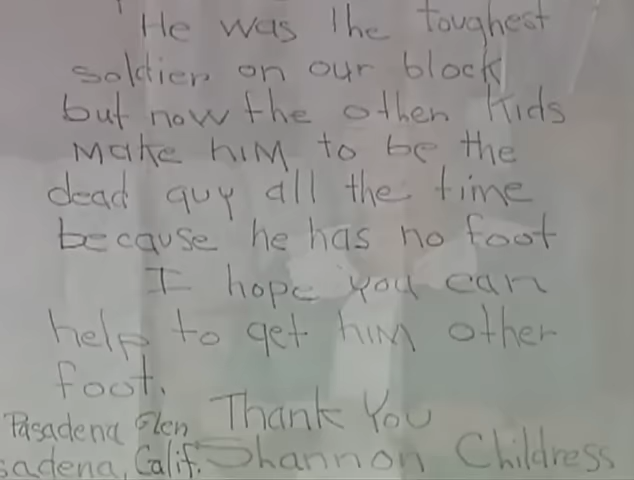 He was the toughest
soldier on our block
but now the other kids
make him to be the
dead guy all the time
because he has no foot
I hope you can
help to get him other
foot.
Thank You
Pasadena Glen
sadena, Calif. Shannon Childress